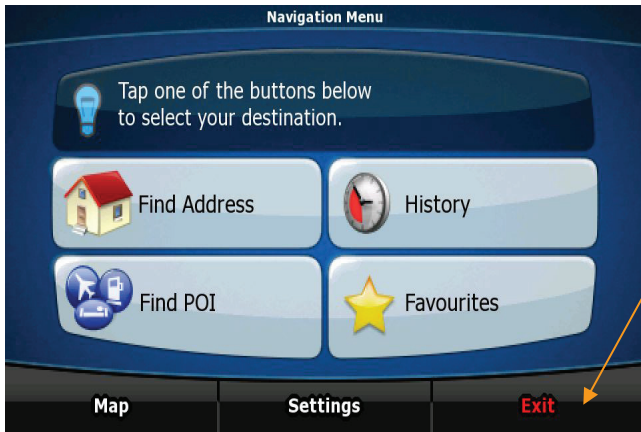 Navigation Menu
Tap one of the buttons below
to select your destination.
Find Address
History
Find POI
Favourites
Map
Settings
Exit